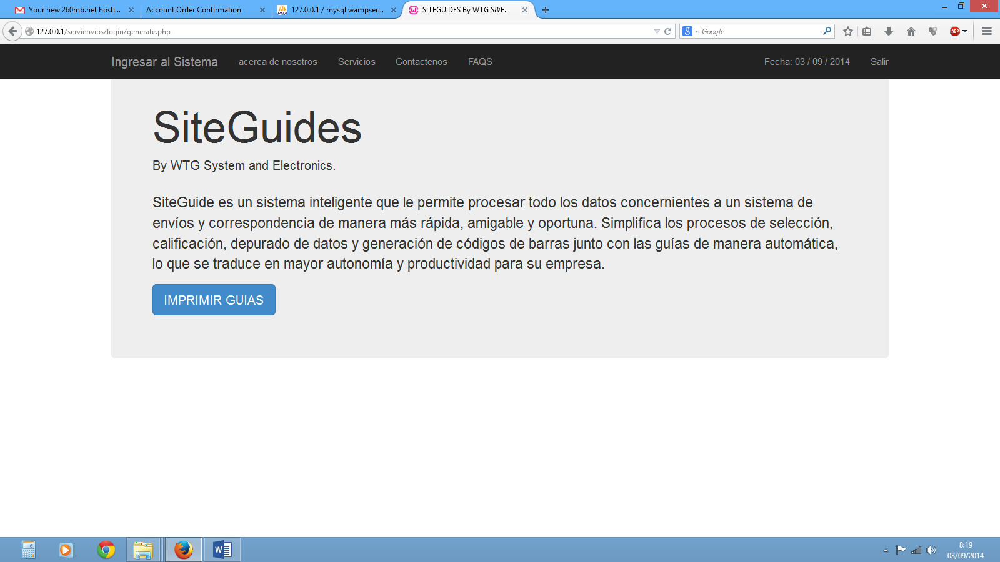 Your new 260mb.net hosti...
Account Order Confirmation
127.0.0.1 / mysql wampser...
SITEGUIDES By WTG S&E.
127.0.0.1/servienvios/login/generate.php
Google
Ingresar al Sistema
acerca de nosotros
Servicios
Contactenos
FAQS
Fecha: 03 / 09 / 2014
Salir
SiteGuides
By WTG System and Electronics.
SiteGuide es un sistema inteligente que le permite procesar todo los datos concernientes a un sistema de
envíos y correspondencia de manera más rápida, amigable y oportuna. Simplifica los procesos de selección,
calificación, depurado de datos y generación de códigos de barras junto con las guías de manera automática,
lo que se traduce en mayor autonomía y productividad para su empresa.
IMPRIMIR GUIAS
8:19
03/09/2014